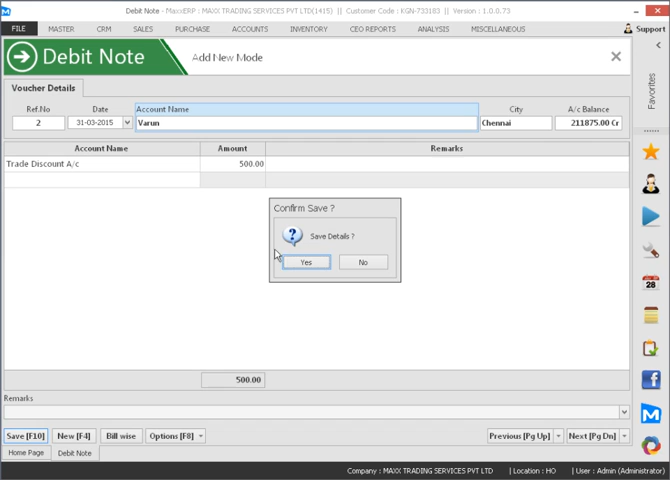 Debit Note - MaxxERP : MAXX TRADING SERVICES PVT LTD(1415) || Customer Code : KGN-733183 || Version : 1.0.0.73
FILE MASTER CRM SALES PURCHASE ACCOUNTS INVENTORY CEO REPORTS ANALYSIS MISCELLANEOUS Support
Debit Note Add New Mode
Favorites
Voucher Details
Ref.No Date Account Name City A/c Balance
2 31-03-2015 Varun Chennai 211875.00 Cr
Account Name Amount Remarks
Trade Discount A/c 500.00
Confirm Save ?
Save Details ?
Yes No
28
500.00
Remarks
Save [F10] New [F4] Bill wise Options [F8] Previous [Pg Up] Next [Pg Dn]
Home Page Debit Note
Company : MAXX TRADING SERVICES PVT LTD | Location : HO | User : Admin (Administrator)